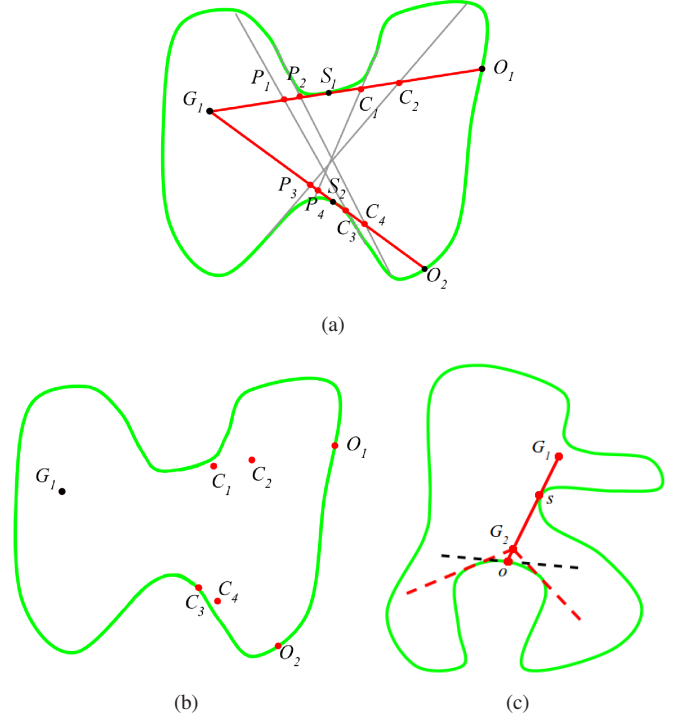 P1 P2 S1 O1
G1 C1 C2
P3 S2
P4 C4
C3
O2
(a)
O1
C1 C2
G1
C3 C4
O2
(b)
G1
s
G2
o
(c)